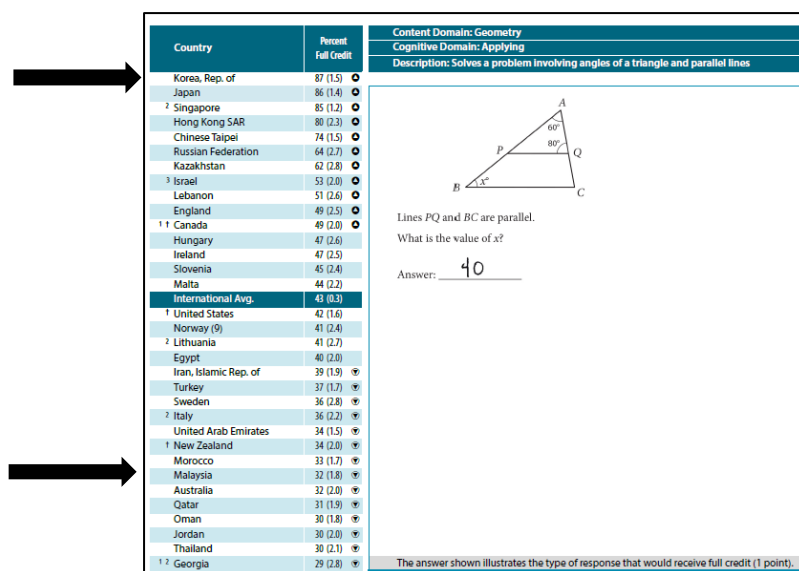 Country Percent Full Credit
Korea, Rep. of 87 (1.5)
Japan 86 (1.4)
2 Singapore 85 (1.2)
Hong Kong SAR 80 (2.3)
Chinese Taipei 74 (1.5)
Russian Federation 64 (2.7)
Kazakhstan 62 (2.8)
3 Israel 53 (2.0)
Lebanon 51 (2.6)
England 49 (2.5)
1 † Canada 49 (2.0)
Hungary 47 (2.6)
Ireland 47 (2.5)
Slovenia 45 (2.4)
Malta 44 (2.2)
International Avg. 43 (0.3)
† United States 42 (1.6)
Norway (9) 41 (2.4)
2 Lithuania 41 (2.7)
Egypt 40 (2.0)
Iran, Islamic Rep. of 39 (1.9)
Turkey 37 (1.7)
Sweden 36 (2.8)
2 Italy 36 (2.2)
United Arab Emirates 34 (1.5)
† New Zealand 34 (2.0)
Morocco 33 (1.7)
Malaysia 32 (1.8)
Australia 32 (2.0)
Qatar 31 (1.9)
Oman 30 (1.8)
Jordan 30 (2.0)
Thailand 30 (2.1)
1 2 Georgia 29 (2.8)
Content Domain: Geometry
Cognitive Domain: Applying
Description: Solves a problem involving angles of a triangle and parallel lines
A
60°
80°
P Q
B x° C
Lines PQ and BC are parallel.
What is the value of x?
Answer: 40
The answer shown illustrates the type of response that would receive full credit (1 point).